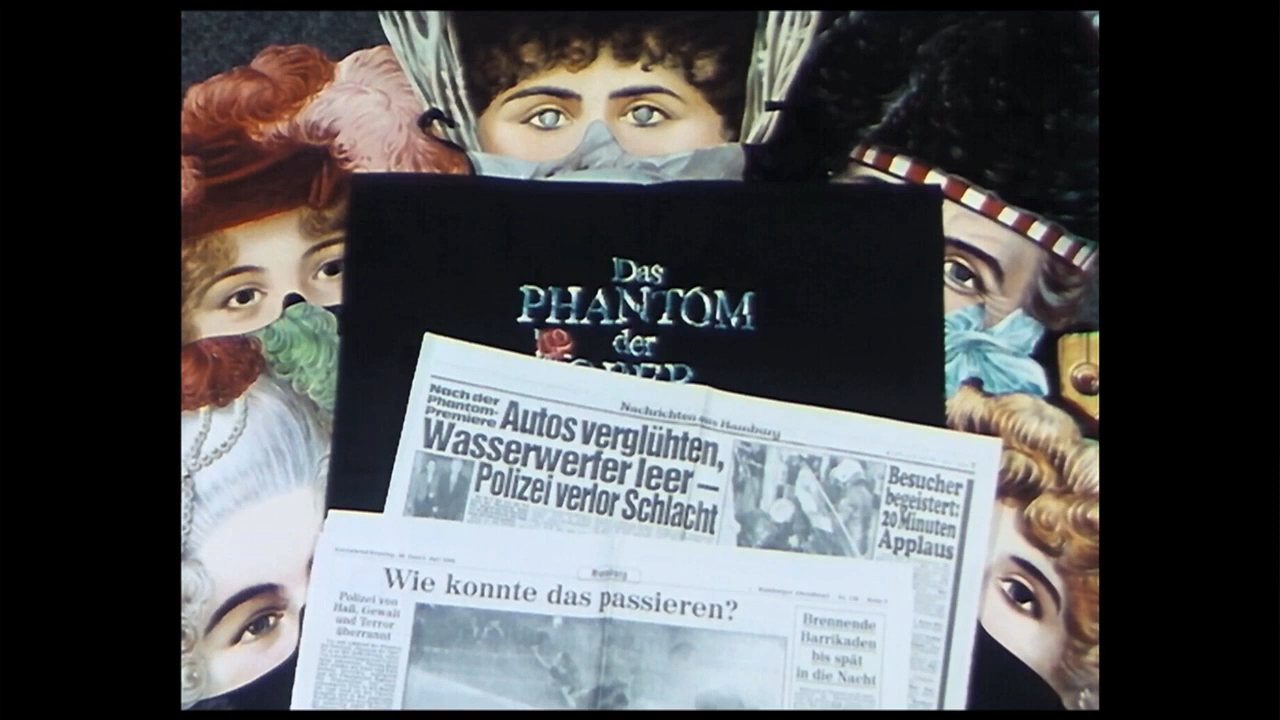 Das
PHANTOM
der
OPER
Nachrichten aus Hamburg
Nach der
Phantom-
Premiere
Autos verglühten,
Wasserwerfer leer –
Polizei verlor Schlacht
Besucher
begeistert:
20 Minuten
Applaus
Hamburg
Wie konnte das passieren?
Polizei von
Haß, Gewalt
und Terror
überrannt
Brennende
Barrikaden
bis spät
in die Nacht